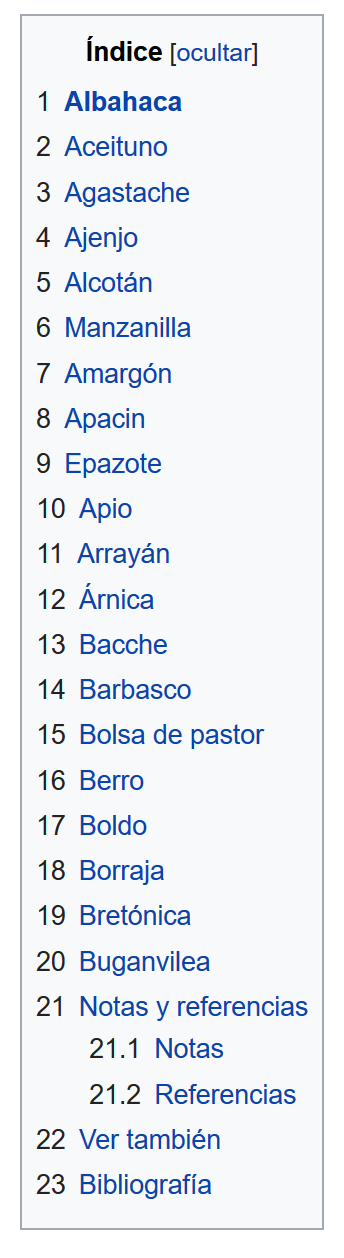 Índice [ocultar]
1 Albahaca
2 Aceituno
3 Agastache
4 Ajenjo
5 Alcotán
6 Manzanilla
7 Amargón
8 Apacin
9 Epazote
10 Apio
11 Arrayán
12 Árnica
13 Bacche
14 Barbasco
15 Bolsa de pastor
16 Berro
17 Boldo
18 Borraja
19 Bretónica
20 Buganvilea
21 Notas y referencias
21.1 Notas
21.2 Referencias
22 Ver también
23 Bibliografía